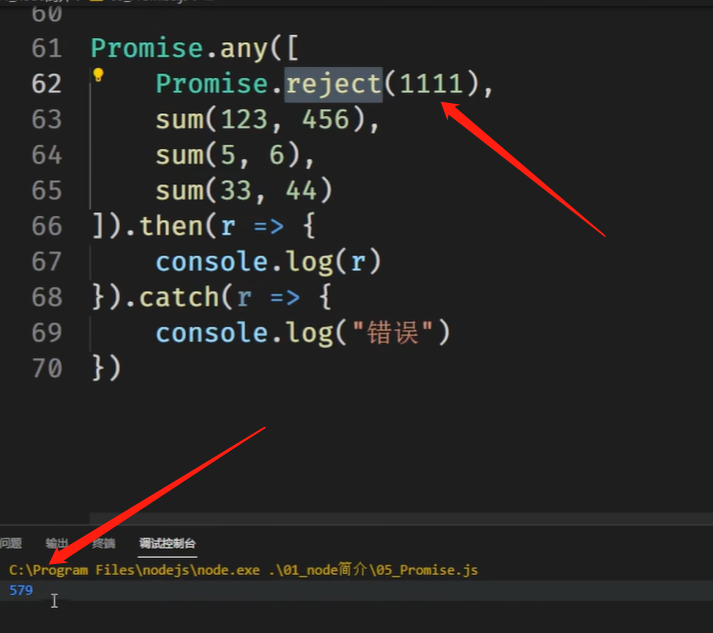 60
61 Promise.any([
62     Promise.reject(1111),
63     sum(123, 456),
64     sum(5, 6),
65     sum(33, 44)
66 ]).then(r => {
67     console.log(r)
68 }).catch(r => {
69     console.log("错误")
70 })
问题 输出 终端 调试控制台
C:\Program Files\nodejs\node.exe .\01_node简介\05_Promise.js
579